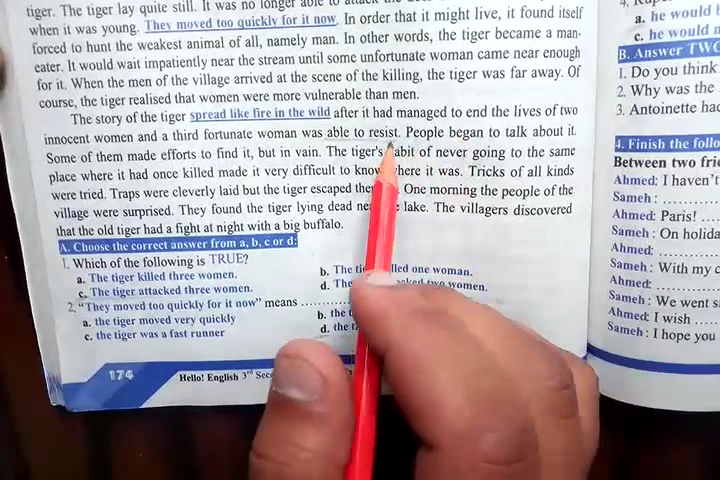 tiger. The tiger lay quite still. It was no longer able to attack the
when it was young. They moved too quickly for it now. In order that it might live, it found itself
forced to hunt the weakest animal of all, namely man. In other words, the tiger became a man-
eater. It would wait impatiently near the stream until some unfortunate woman came near enough
for it. When the men of the village arrived at the scene of the killing, the tiger was far away. Of
course, the tiger realised that women were more vulnerable than men.
The story of the tiger spread like fire in the wild after it had managed to end the lives of two
innocent women and a third fortunate woman was able to resist. People began to talk about it.
Some of them made efforts to find it, but in vain. The tiger's habit of never going to the same
place where it had once killed made it very difficult to know where it was. Tricks of all kinds
were tried. Traps were cleverly laid but the tiger escaped One morning the people of the
village were surprised. They found the tiger lying dead lake. The villagers discovered
that the old tiger had a fight at night with a big buffalo.
A. Choose the correct answer from a, b, c or d:
1. Which of the following is TRUE?
a. The tiger killed three women.
b. The one woman.
c. The tiger attacked three women.
d. The two women.
2. "They moved too quickly for it now" means ............
a. the tiger moved very quickly
b. the
c. the tiger was a fast runner
d. the
174
Hello! English 3rd
a. he would
c. he would
B. Answer TWO
1. Do you think
2. Why was the
3. Antoinette had
4. Finish the
Between two
Ahmed: I haven't
Sameh: ............
Ahmed: Paris! ....
Sameh: On
Ahmed: ............
Sameh: With my
Ahmed: ............
Sameh: We went
Ahmed: I wish .....
Sameh: I hope you